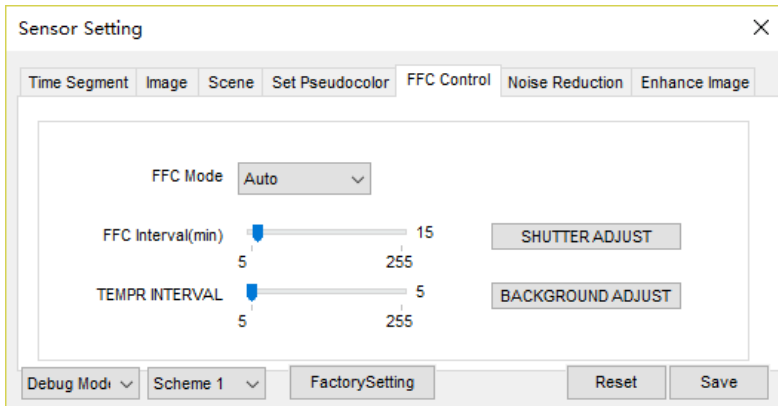 Sensor Setting
Time Segment Image Scene Set Pseudocolor FFC Control Noise Reduction Enhance Image
FFC Mode Auto
FFC Interval(min) 15 SHUTTER ADJUST
5 255
TEMPR INTERVAL 5 BACKGROUND ADJUST
5 255
Debug Mod Scheme 1 FactorySetting Reset Save